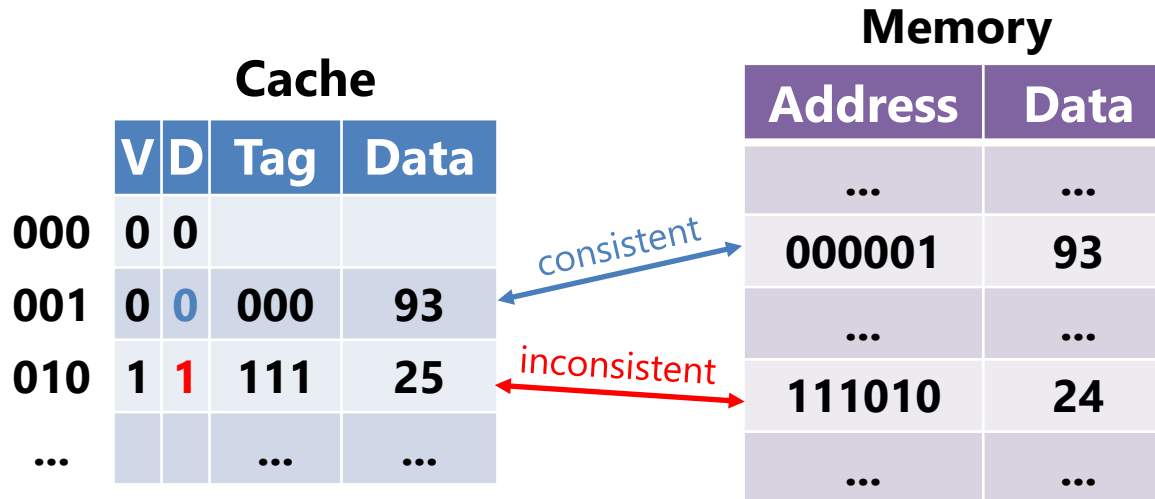 Cache
V D Tag Data
000 0 0
001 0 0 000 93
010 1 1 111 25
... ... ...
consistent
inconsistent
Memory
Address Data
... ...
000001 93
... ...
111010 24
... ...